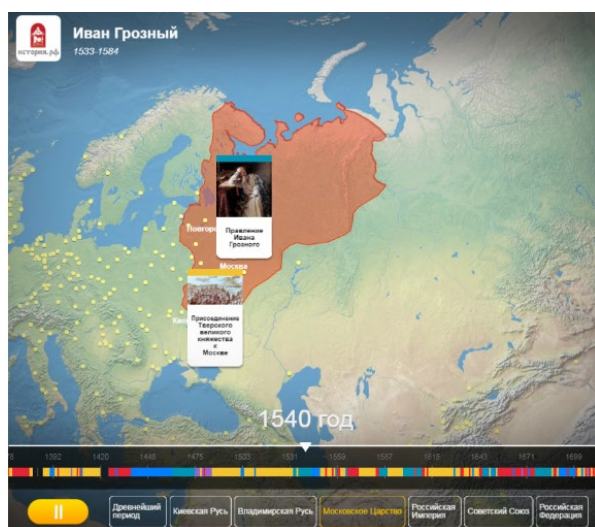 история.рф
Иван Грозный
1533-1584
Новгоро
Правление
Ивана
Грозного
Москва
Присоединение
Тверского
великого
княжества
к
Москве
1540 год
1392 1420 1448 1475 1503 1531 1559 1587 1615 1643 1671 1699
Древнейший
период
Киевская Русь
Владимирская Русь
Московское Царство
Российская
Империя
Советский Союз
Российская
Федерация